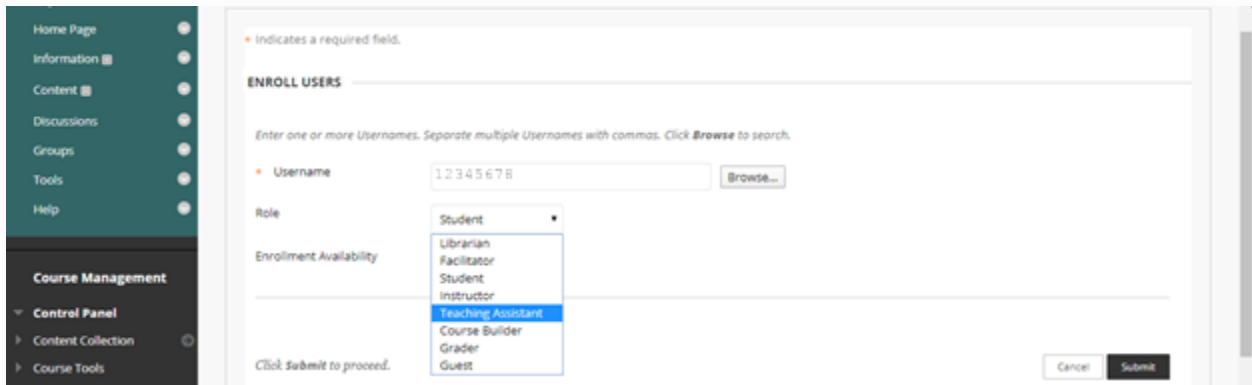 Home Page
Information
Content
Discussions
Groups
Tools
Help
Course Management
Control Panel
Content Collection
Course Tools
* Indicates a required field.
ENROLL USERS
Enter one or more Usernames. Separate multiple Usernames with commas. Click Browse to search.
* Username 12345678 Browse...
Role Student
Enrollment Availability
Librarian
Facilitator
Student
Instructor
Teaching Assistant
Course Builder
Grader
Guest
Click Submit to proceed. Cancel Submit